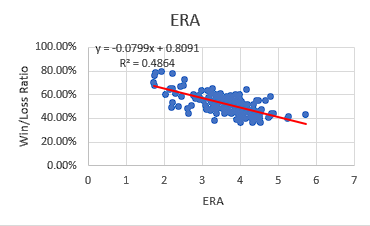 ERA
y = -0.0799x + 0.8091
R² = 0.4864
100.00%
80.00%
60.00%
40.00%
20.00%
0.00%
Win/Loss Ratio
0 1 2 3 4 5 6 7
ERA